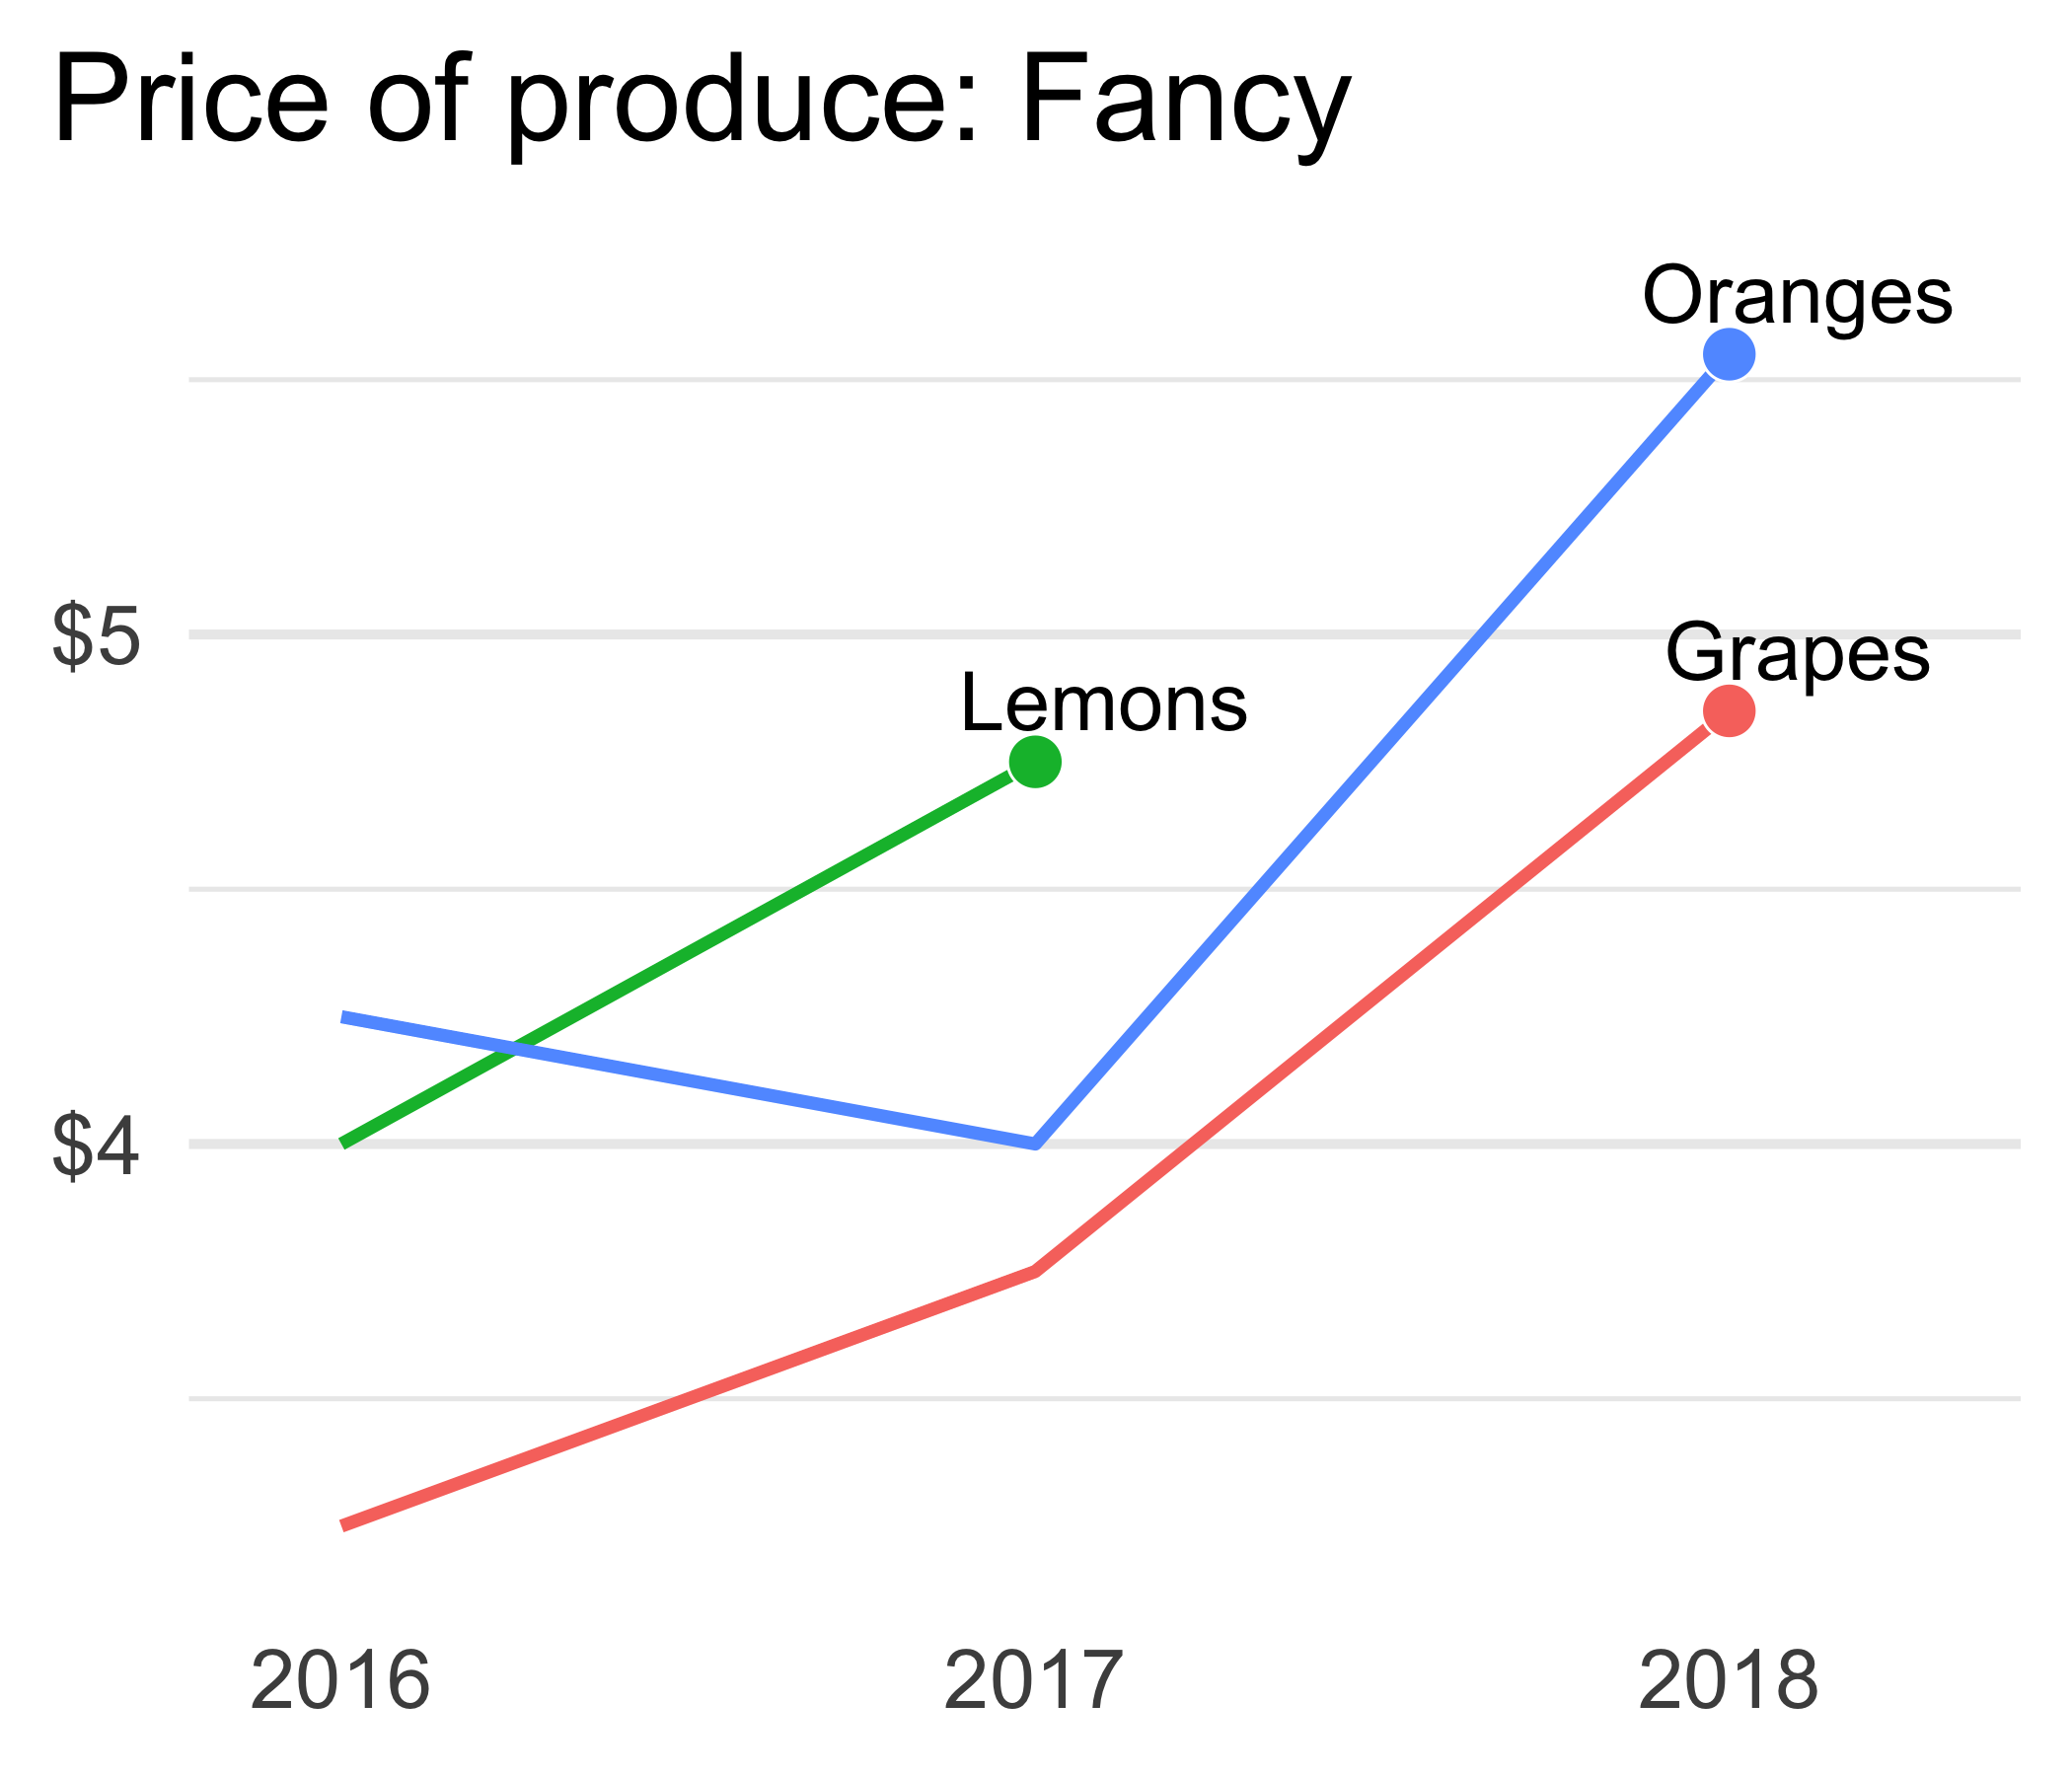 Price of produce: Fancy
Oranges
$5
Grapes
Lemons
$4
2016
2017
2018